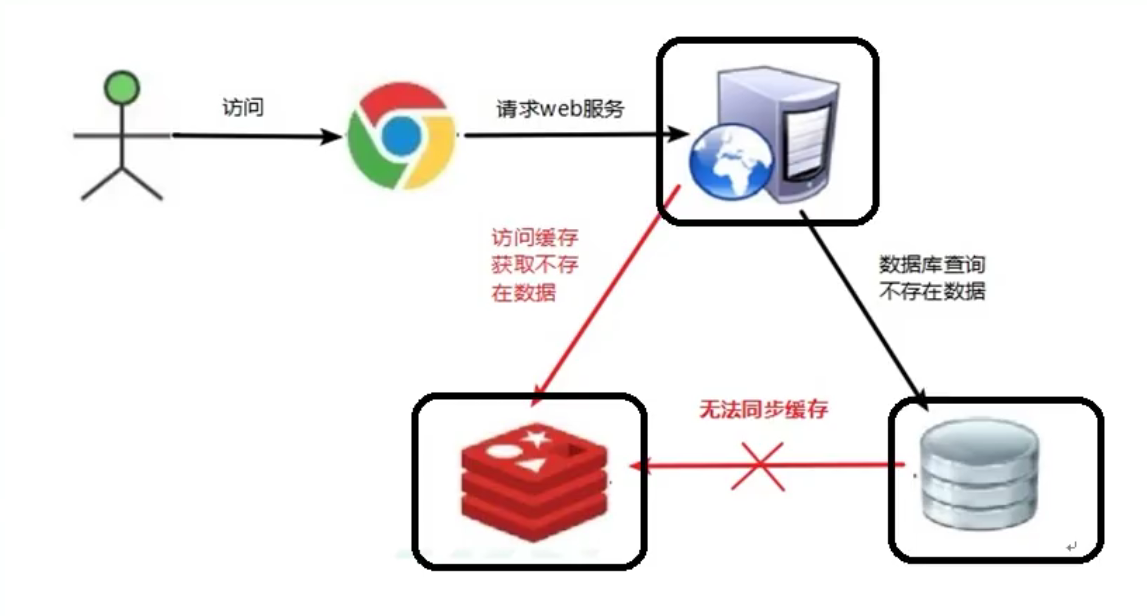 访问
请求web服务
访问缓存
获取不存
在数据
数据库查询
不存在数据
无法同步缓存